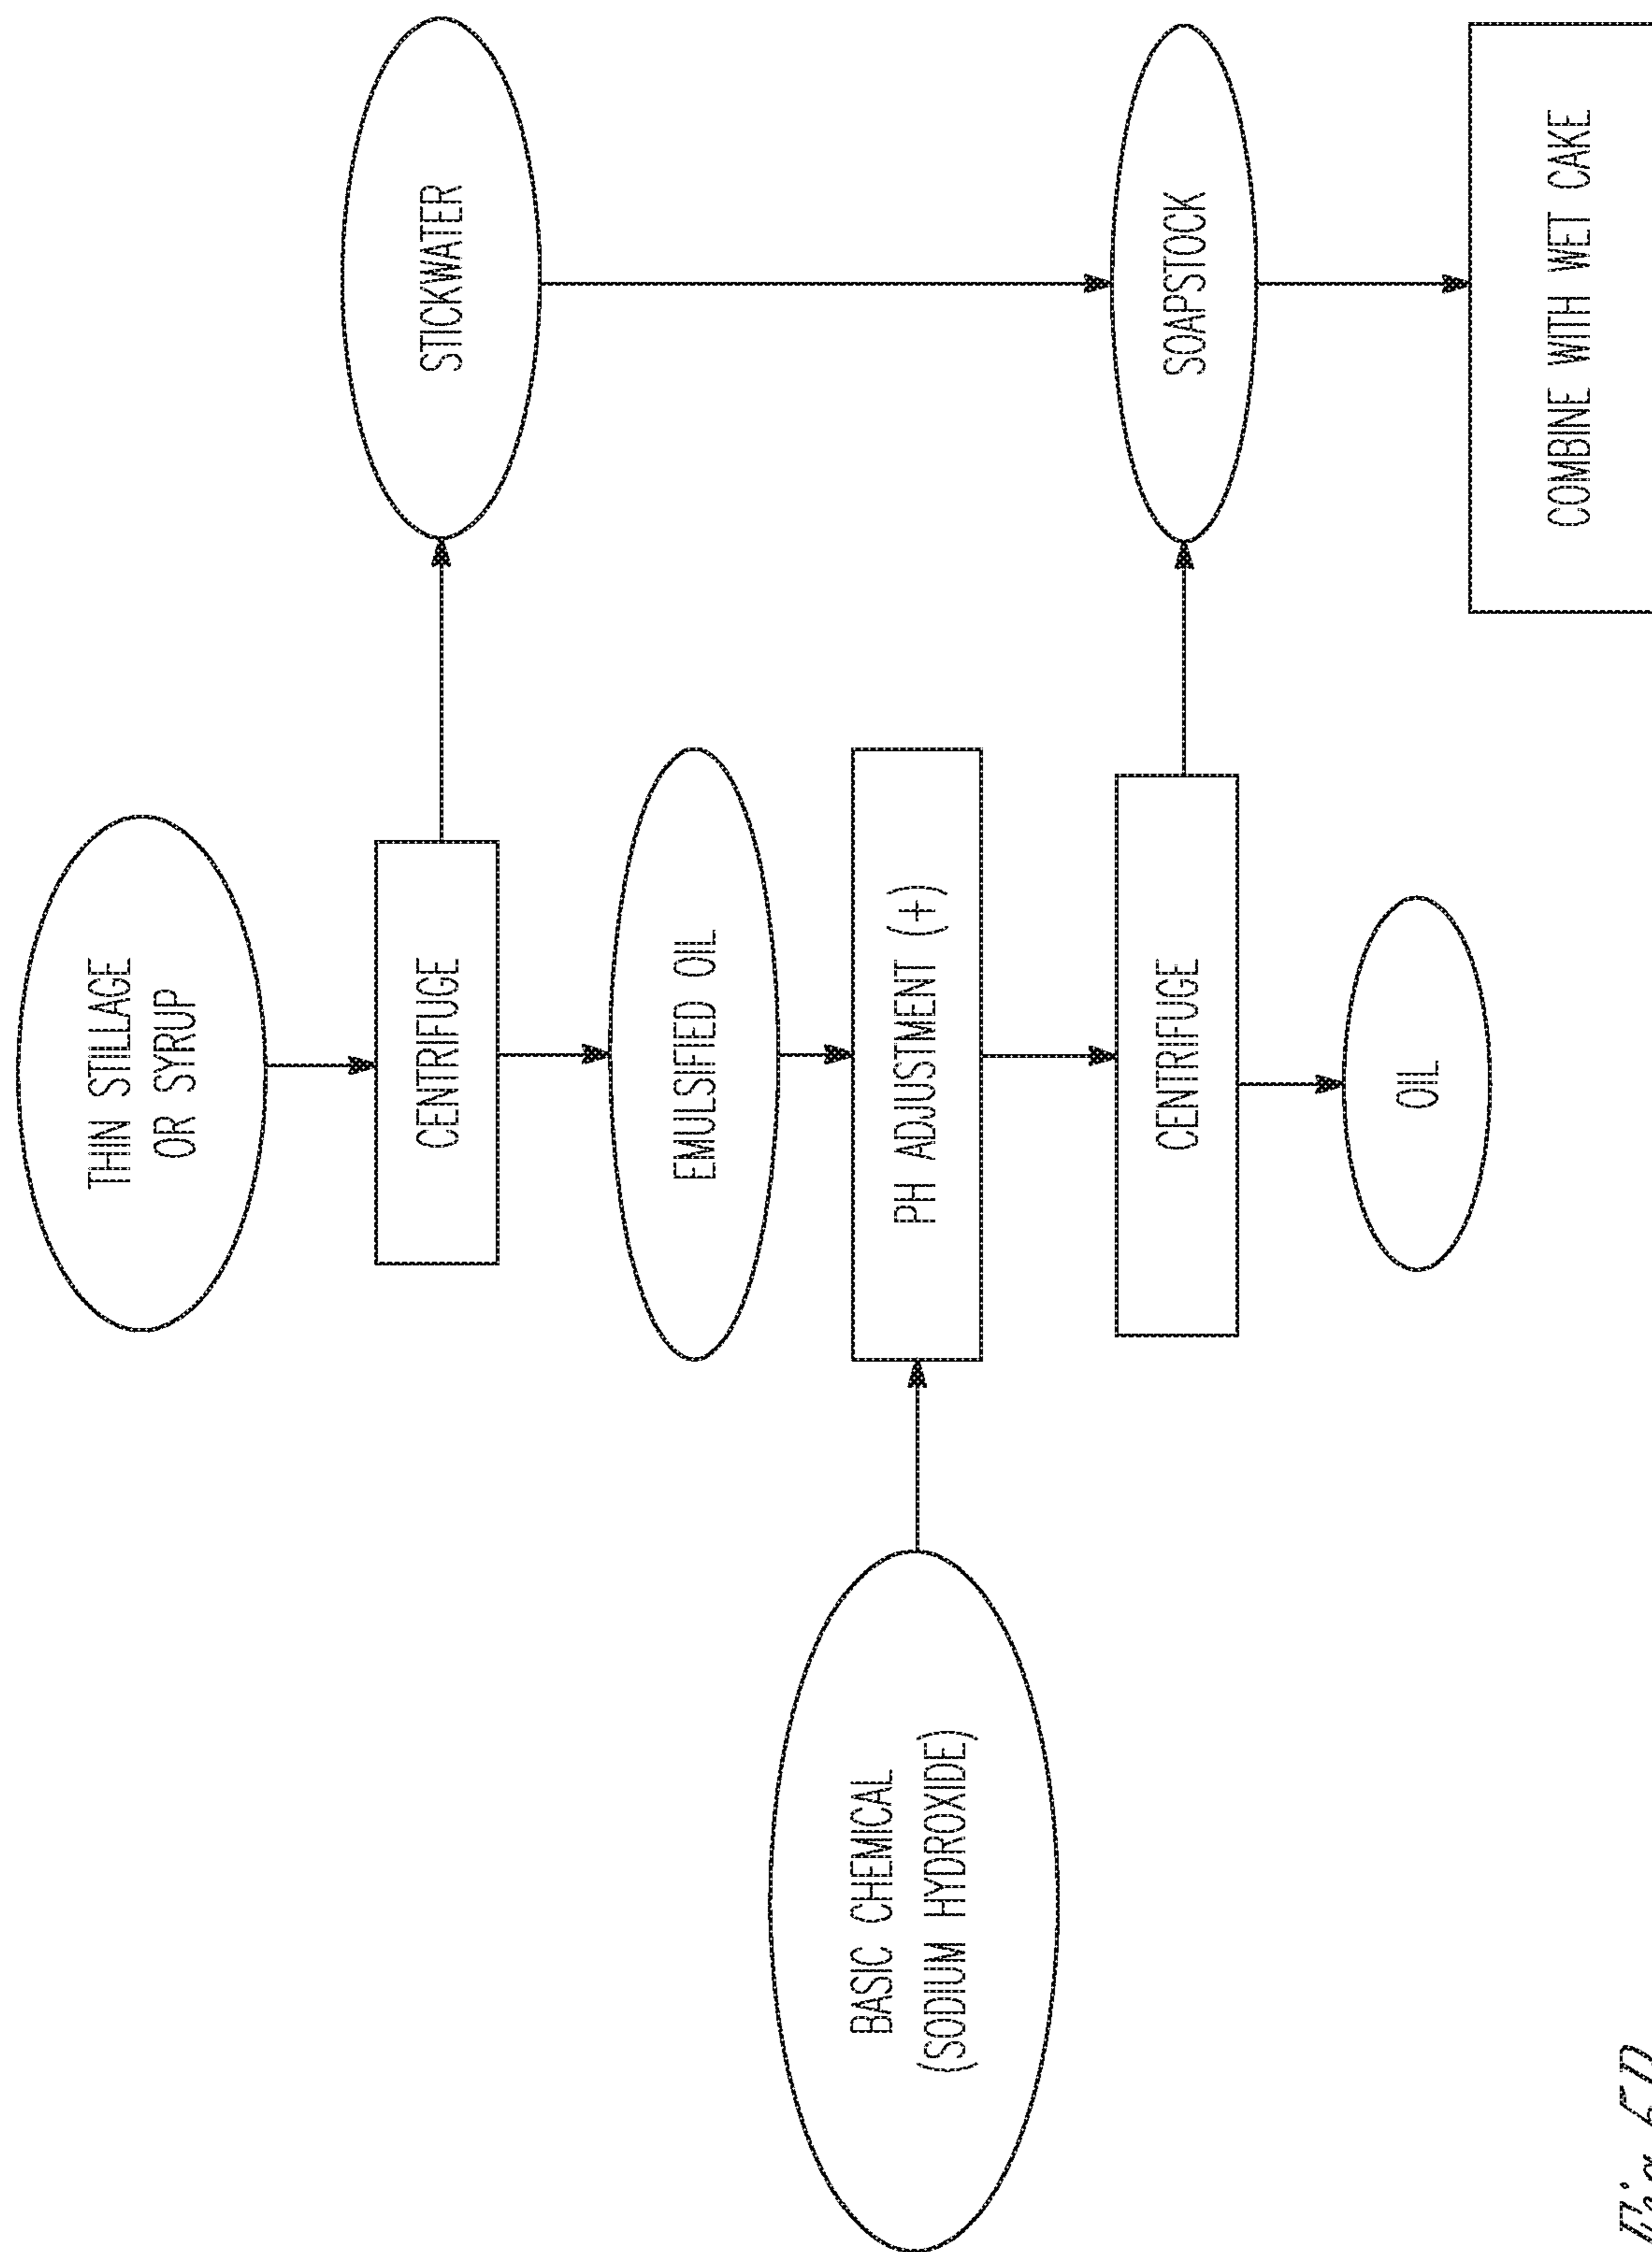 THIN STILLAGE
OR SYRUP
CENTRIFUGE
STICKWATER
EMULSIFIED OIL
BASIC CHEMICAL
(SODIUM HYDROXIDE)
PH ADJUSTMENT (+)
CENTRIFUGE
SOAPSTOCK
OIL
COMBINE WITH WET CAKE
Fig.